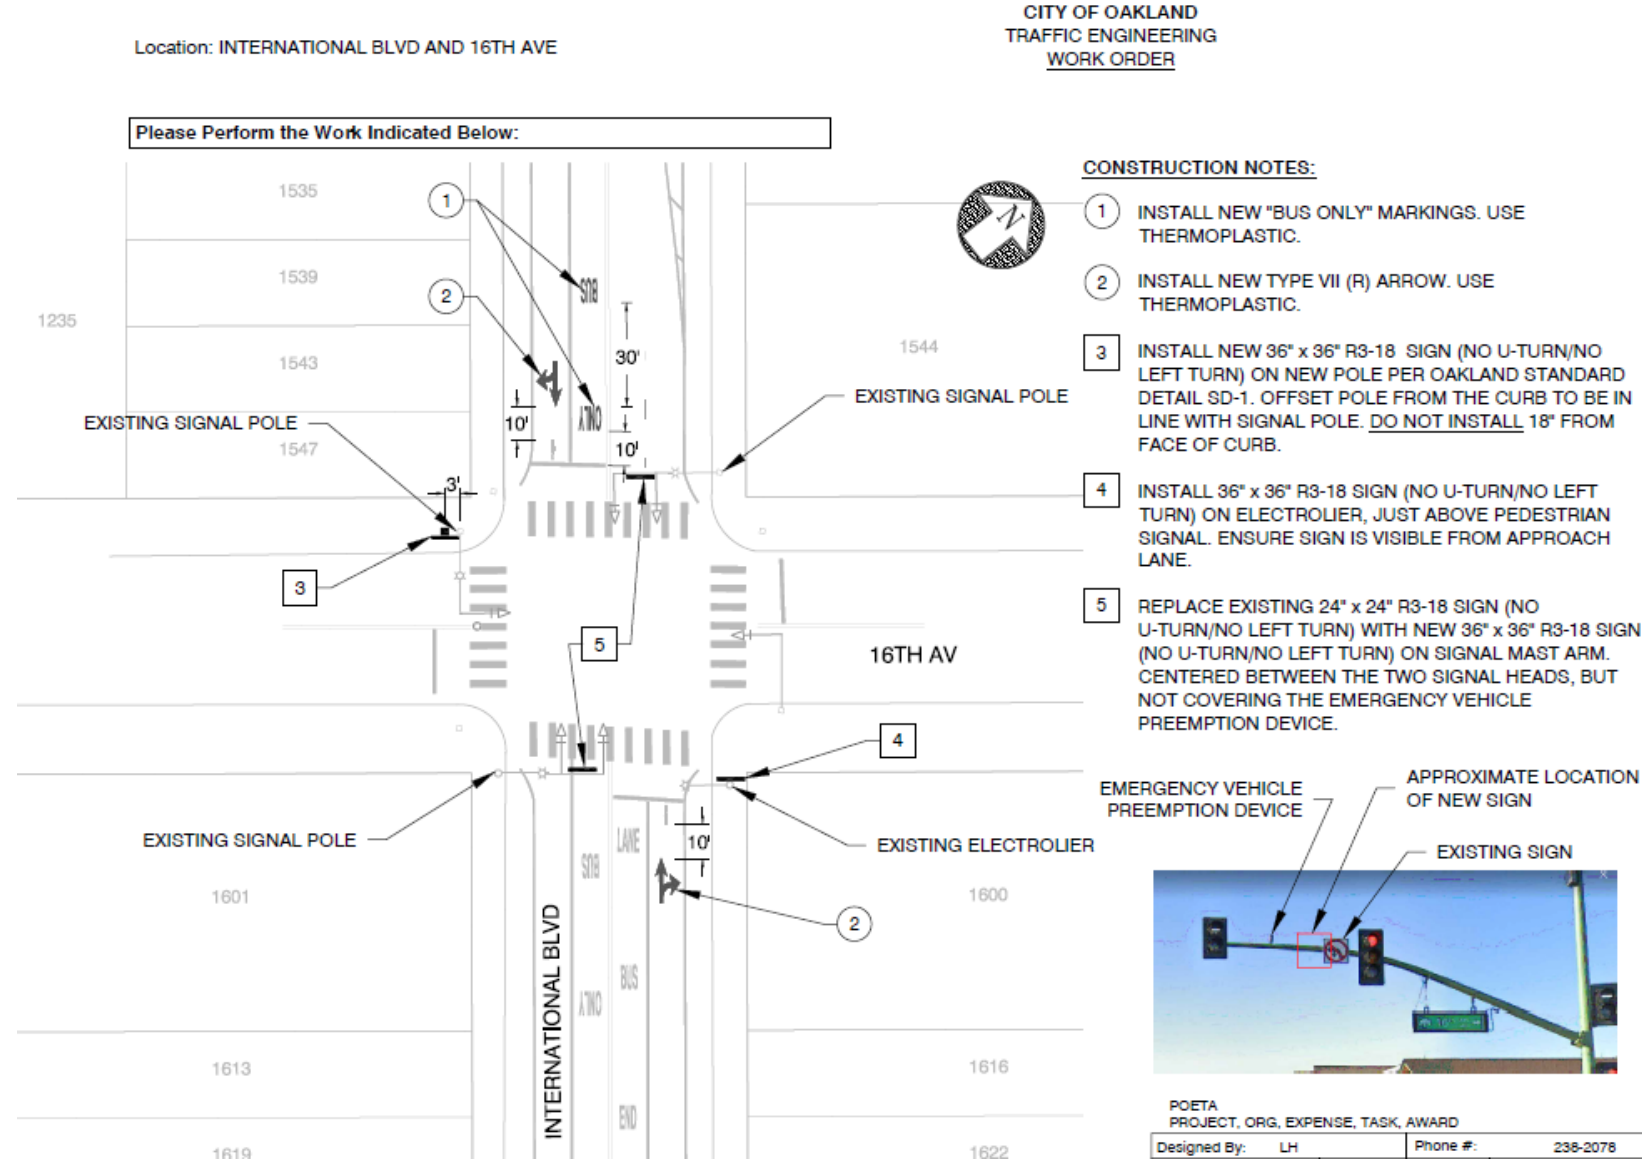 CITY OF OAKLAND
TRAFFIC ENGINEERING
WORK ORDER
Location: INTERNATIONAL BLVD AND 16TH AVE
Please Perform the Work Indicated Below:
CONSTRUCTION NOTES:
1 INSTALL NEW "BUS ONLY" MARKINGS. USE
THERMOPLASTIC.
2 INSTALL NEW TYPE VII (R) ARROW. USE
THERMOPLASTIC.
3 INSTALL NEW 36" x 36" R3-18 SIGN (NO U-TURN/NO
LEFT TURN) ON NEW POLE PER OAKLAND STANDARD
DETAIL SD-1. OFFSET POLE FROM THE CURB TO BE IN
LINE WITH SIGNAL POLE. DO NOT INSTALL 18" FROM
FACE OF CURB.
4 INSTALL 36" x 36" R3-18 SIGN (NO U-TURN/NO LEFT
TURN) ON ELECTROLIER, JUST ABOVE PEDESTRIAN
SIGNAL. ENSURE SIGN IS VISIBLE FROM APPROACH
LANE.
5 REPLACE EXISTING 24" x 24" R3-18 SIGN (NO
U-TURN/NO LEFT TURN) WITH NEW 36" x 36" R3-18 SIGN
(NO U-TURN/NO LEFT TURN) ON SIGNAL MAST ARM.
CENTERED BETWEEN THE TWO SIGNAL HEADS, BUT
NOT COVERING THE EMERGENCY VEHICLE
PREEMPTION DEVICE.
N
1535
1
1539
2
BUS
1235
30'
1543
1544
EXISTING SIGNAL POLE
10'
ONLY
EXISTING SIGNAL POLE
1547
10'
3'
3
5
16TH AV
4
EXISTING SIGNAL POLE
LANE
10'
EXISTING ELECTROLIER
BUS
1601
1600
2
INTERNATIONAL BLVD
BUS
ONLY
1613
1616
END
1619
1622
EMERGENCY VEHICLE
PREEMPTION DEVICE
APPROXIMATE LOCATION
OF NEW SIGN
EXISTING SIGN
POETA
PROJECT, ORG, EXPENSE, TASK, AWARD
Designed By: LH
Phone #: 238-2078